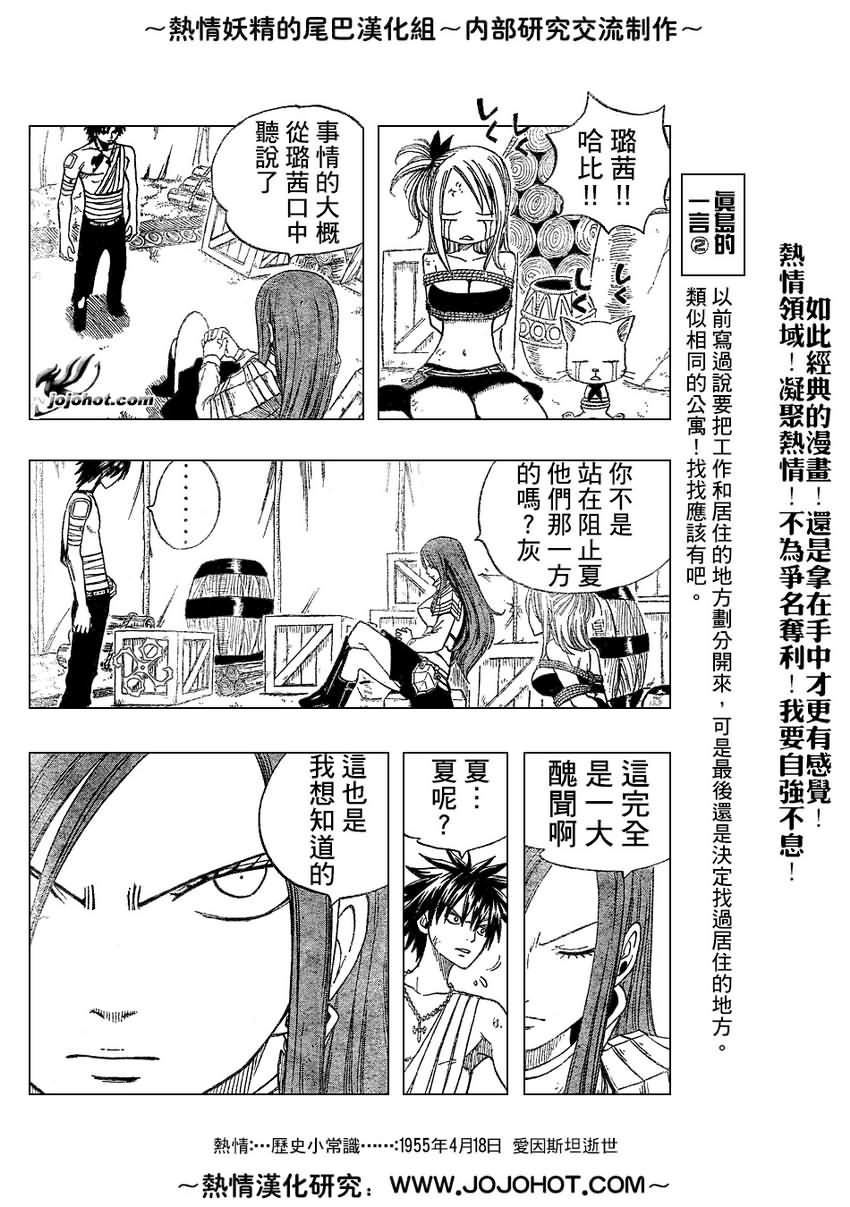 ～熱情妖精的尾巴漢化組～内部研究交流制作～
如此經典的漫畫！還是拿在手中才更有感覺！
熱情領域！凝聚熱情！不為爭名奪利！我要自強不息！
眞島的
一言②
以前寫過說要把工作和居住的地方劃分開來，可是最後還是決定找過居住的地方。
類似相同的公寓！找找應該有吧。
璐茜!!
哈比!!
しく
しく
しく
事情的大概
從璐茜口中
聽說了
jojohot.com
你不是
站在阻止夏
他們那一方
的嗎？灰
……
這完全
是一大
醜聞啊
夏…
夏呢？
這也是
我想知道的
熱情:…歷史小常識……:1955年4月18日 愛因斯坦逝世
～熱情漢化研究：WWW.JOJOHOT.COM～